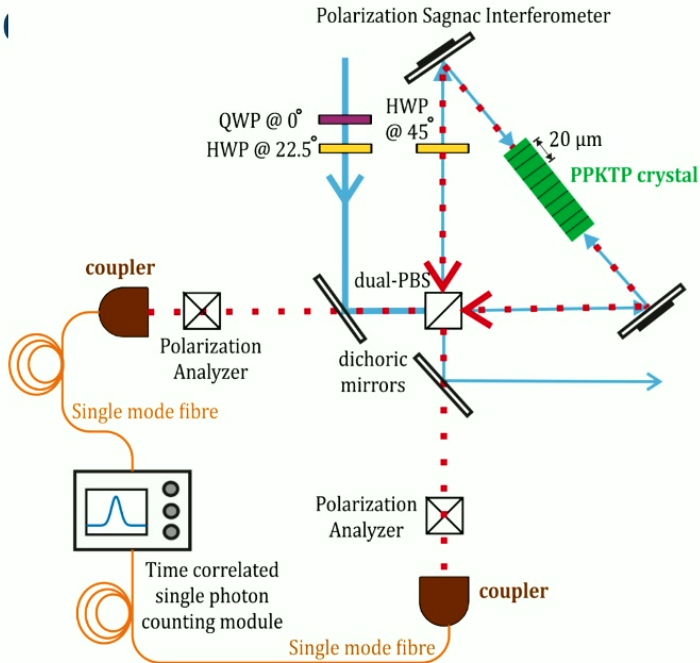 Polarization Sagnac Interferometer
QWP @ 0°
HWP @ 22.5°
HWP
@ 45°
20 µm
PPKTP crystal
coupler
dual-PBS
Polarization
Analyzer
dichoric
mirrors
Single mode fibre
Polarization
Analyzer
Time correlated
single photon
counting module
coupler
Single mode fibre